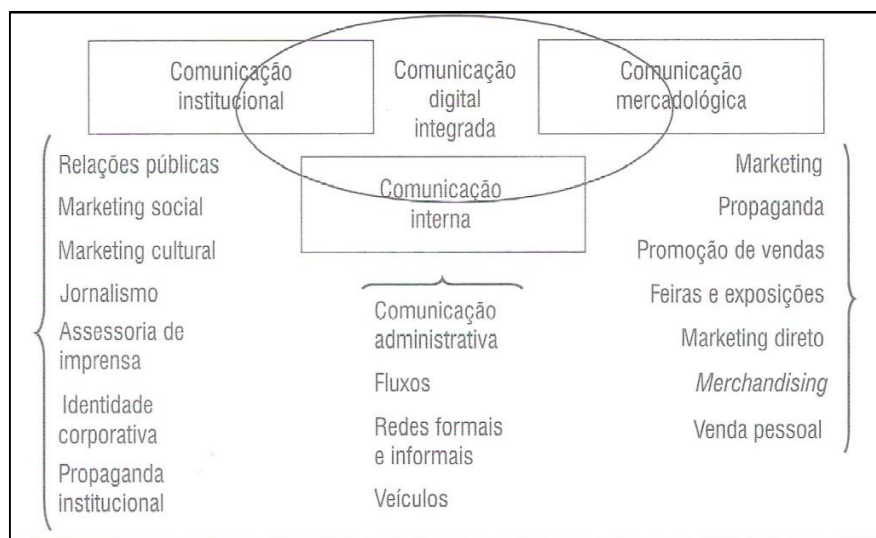 Comunicação
institucional
Comunicação
digital
integrada
Comunicação
mercadológica
Comunicação
interna
Relações públicas
Marketing social
Marketing cultural
Jornalismo
Assessoria de
imprensa
Identidade
corporativa
Propaganda
institucional
Comunicação
administrativa
Fluxos
Redes formais
e informais
Veículos
Marketing
Propaganda
Promoção de vendas
Feiras e exposições
Marketing direto
Merchandising
Venda pessoal